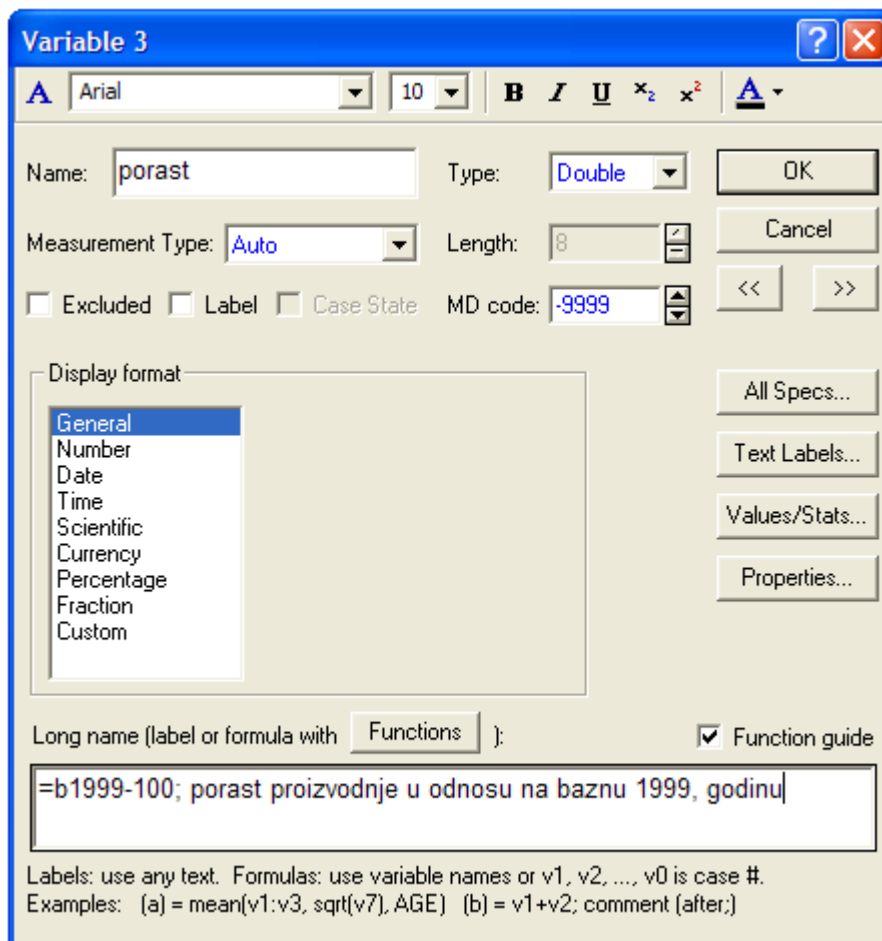 Variable 3
A Arial 10 B I U x₂ x² A
Name: porast Type: Double OK
Measurement Type: Auto Length: 8 Cancel
Excluded Label Case State MD code: -9999 << >>
Display format
General
Number
Date
Time
Scientific
Currency
Percentage
Fraction
Custom
All Specs...
Text Labels...
Values/Stats...
Properties...
Long name (label or formula with Functions ): Function guide
=b1999-100; porast proizvodnje u odnosu na baznu 1999, godinu
Labels: use any text. Formulas: use variable names or v1, v2, ..., v0 is case #.
Examples: (a) = mean(v1:v3, sqrt(v7), AGE) (b) = v1+v2; comment (after;)